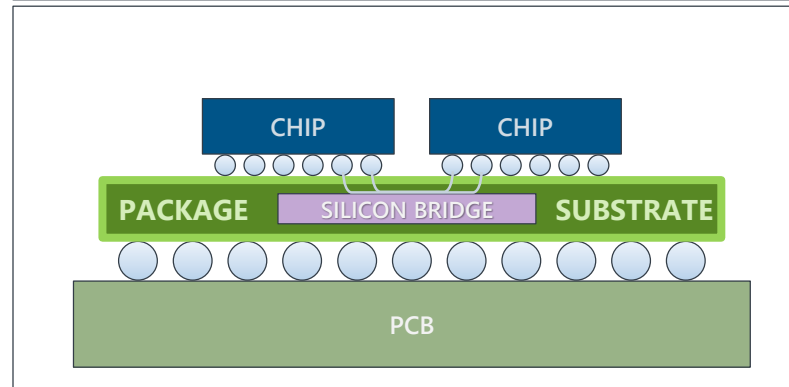 CHIP
CHIP
PACKAGE
SILICON BRIDGE
SUBSTRATE
PCB